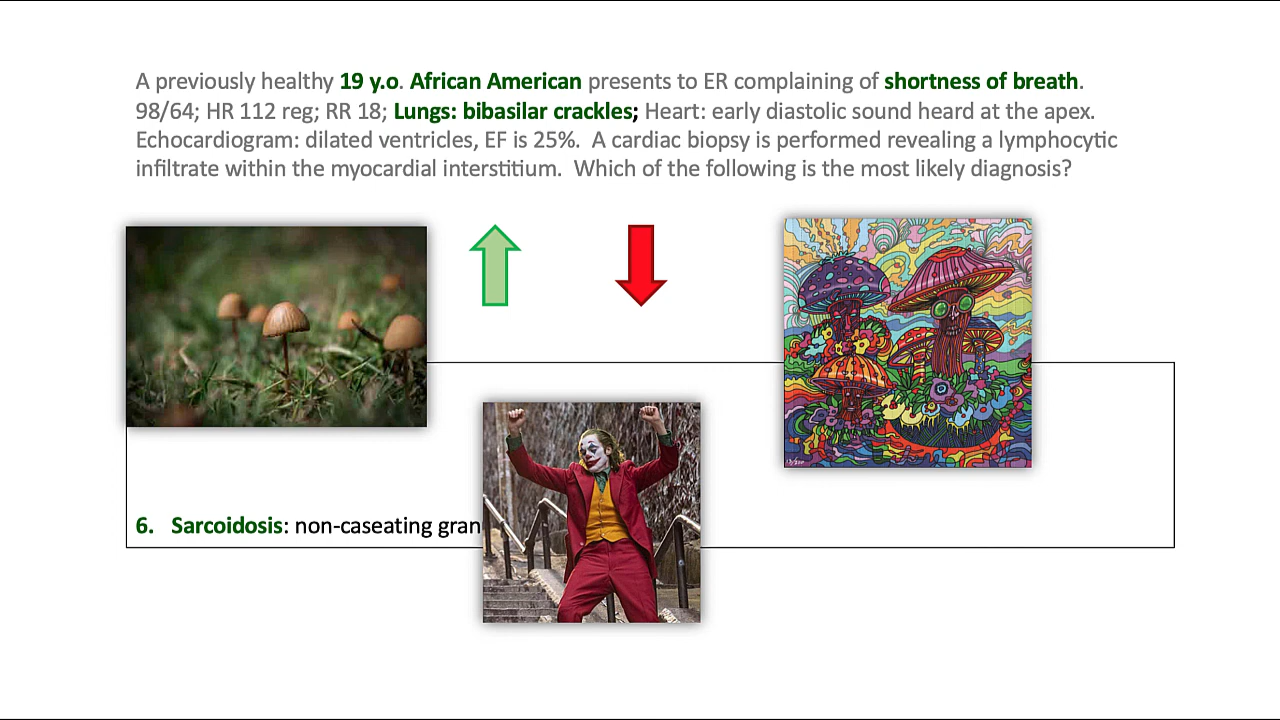 A previously healthy 19 y.o. African American presents to ER complaining of shortness of breath.
98/64; HR 112 reg; RR 18; Lungs: bibasilar crackles; Heart: early diastolic sound heard at the apex.
Echocardiogram: dilated ventricles, EF is 25%. A cardiac biopsy is performed revealing a lymphocytic
infiltrate within the myocardial interstitium. Which of the following is the most likely diagnosis?
6. Sarcoidosis: non-caseating gran